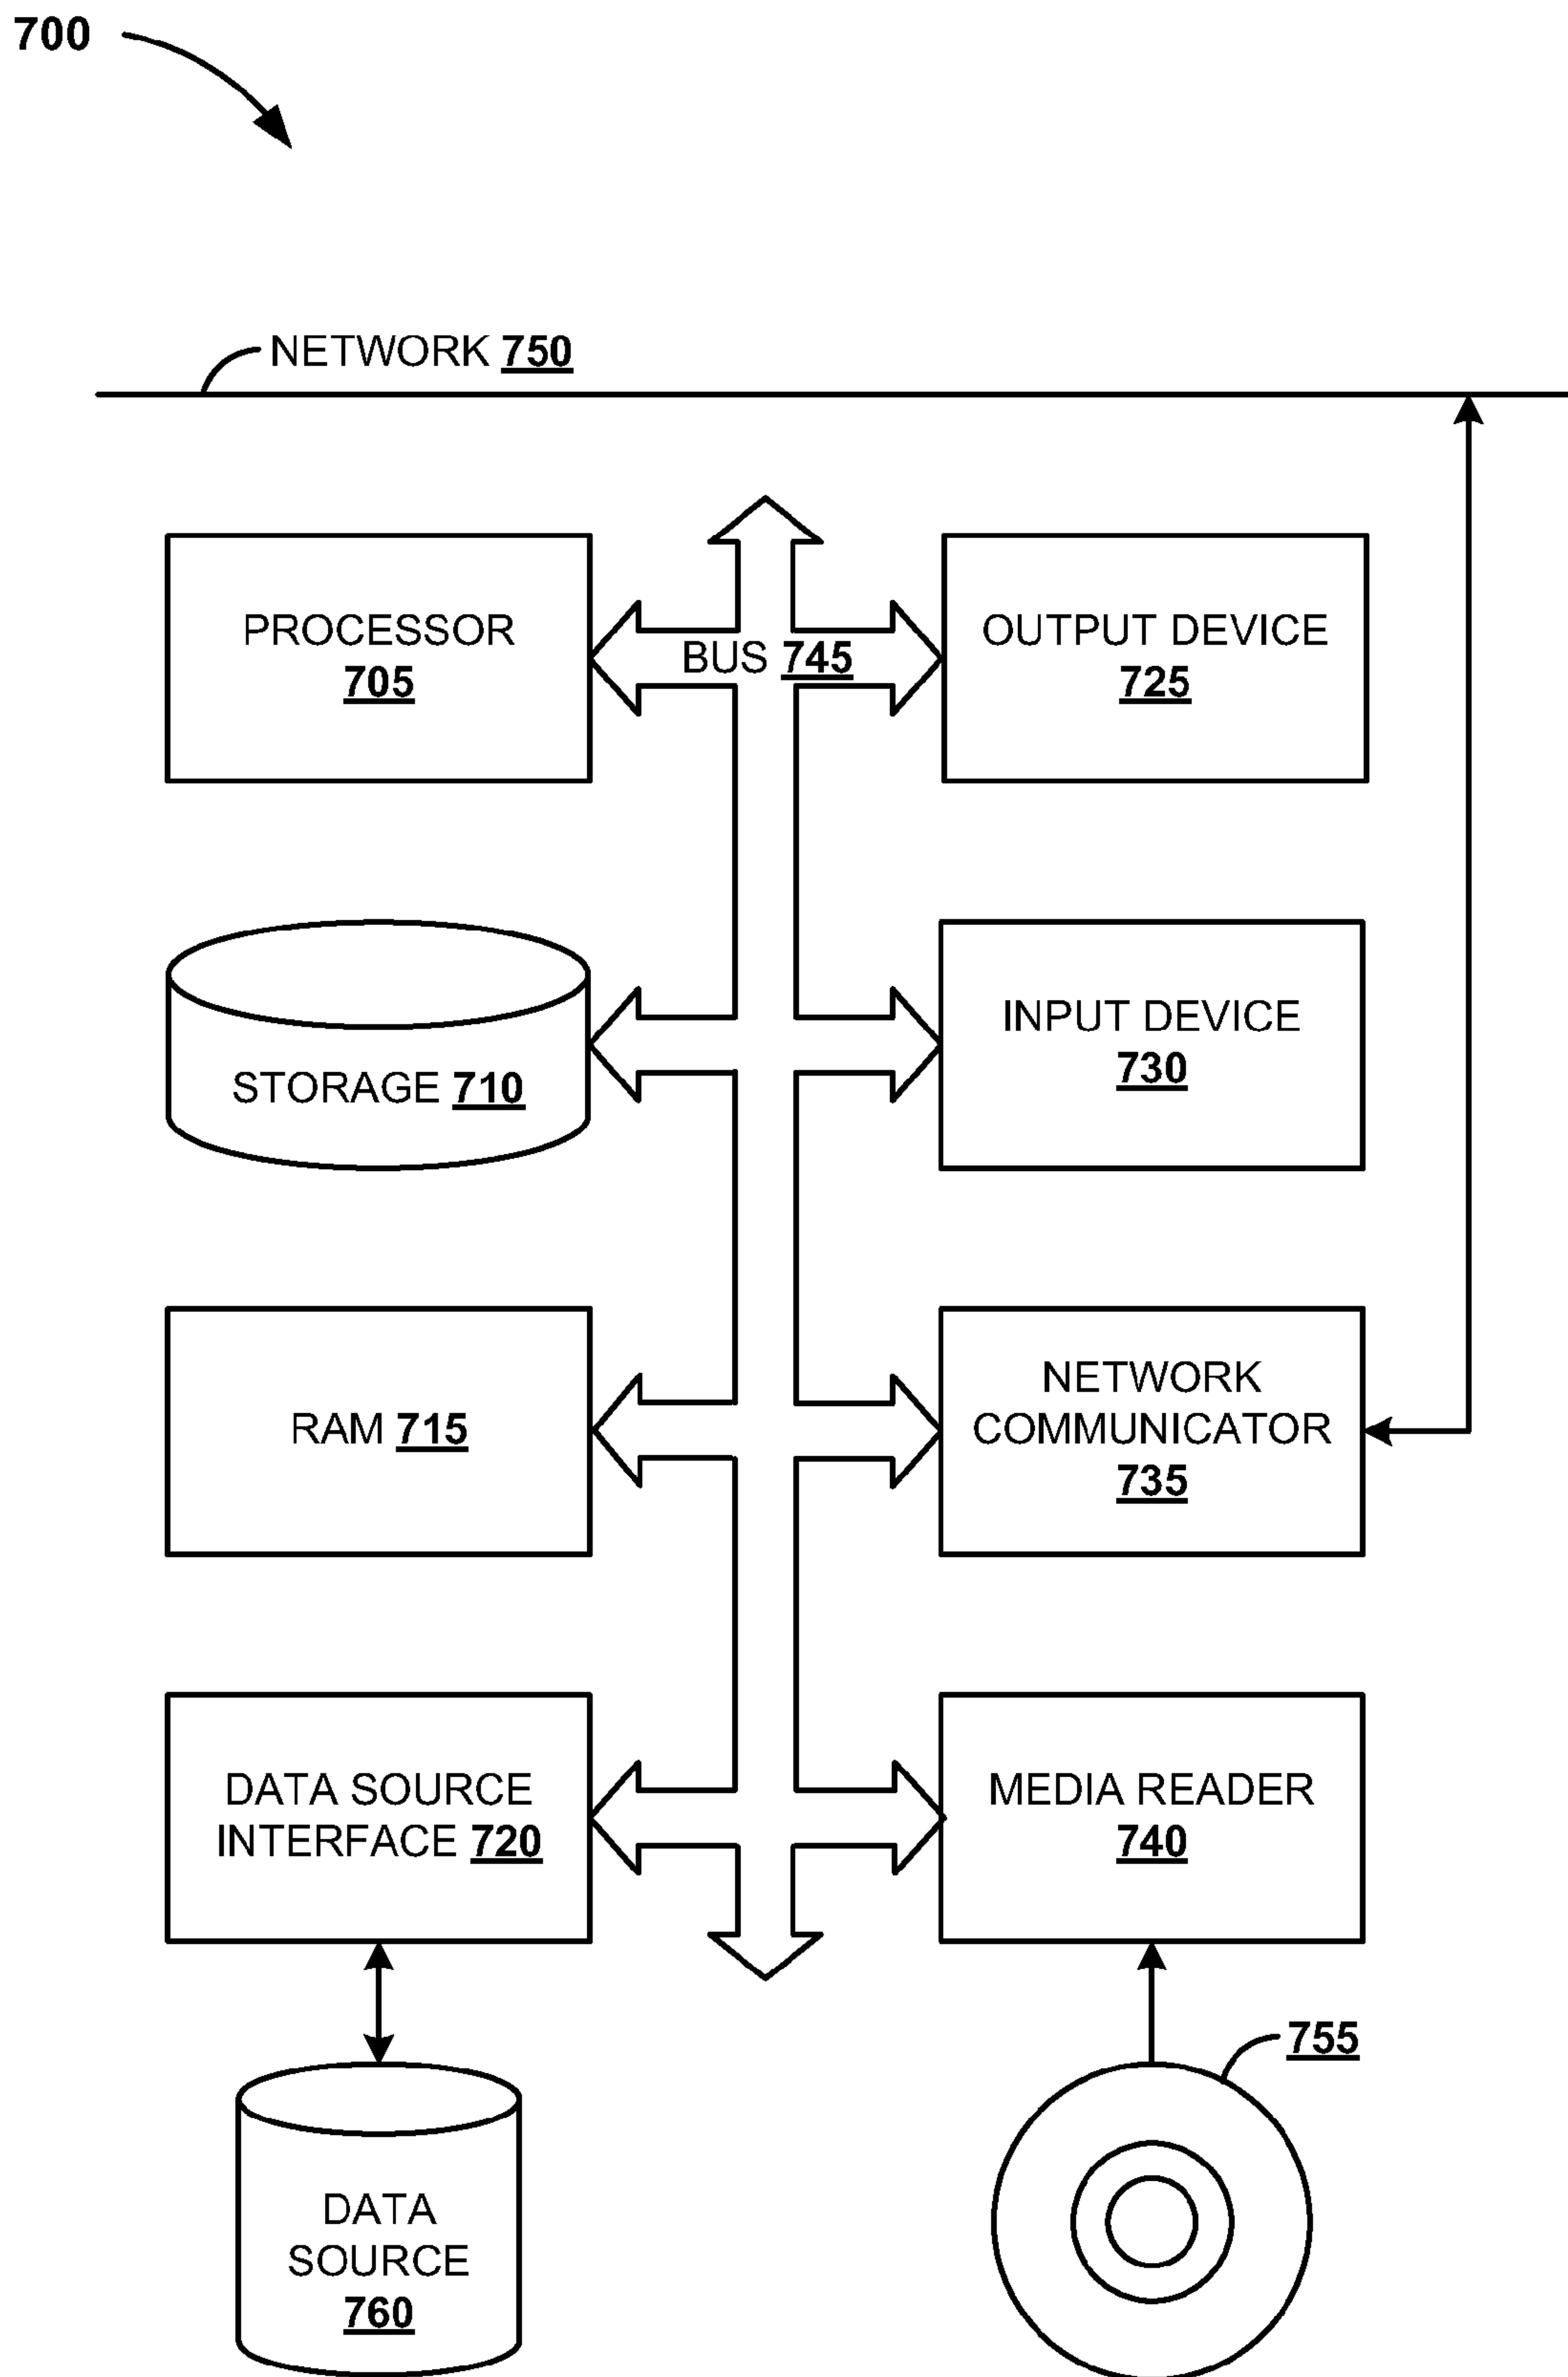 700
NETWORK 750
PROCESSOR
705
BUS 745
OUTPUT DEVICE
725
STORAGE 710
INPUT DEVICE
730
RAM 715
NETWORK
COMMUNICATOR
735
DATA SOURCE
INTERFACE 720
MEDIA READER
740
755
DATA
SOURCE
760